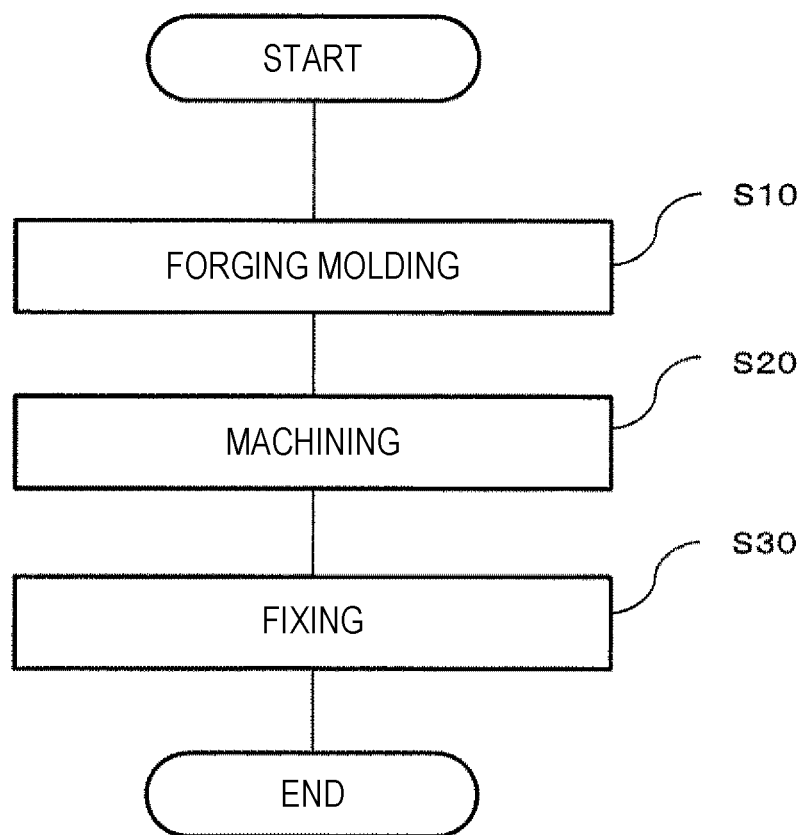 START
S10
FORGING MOLDING
S20
MACHINING
S30
FIXING
END